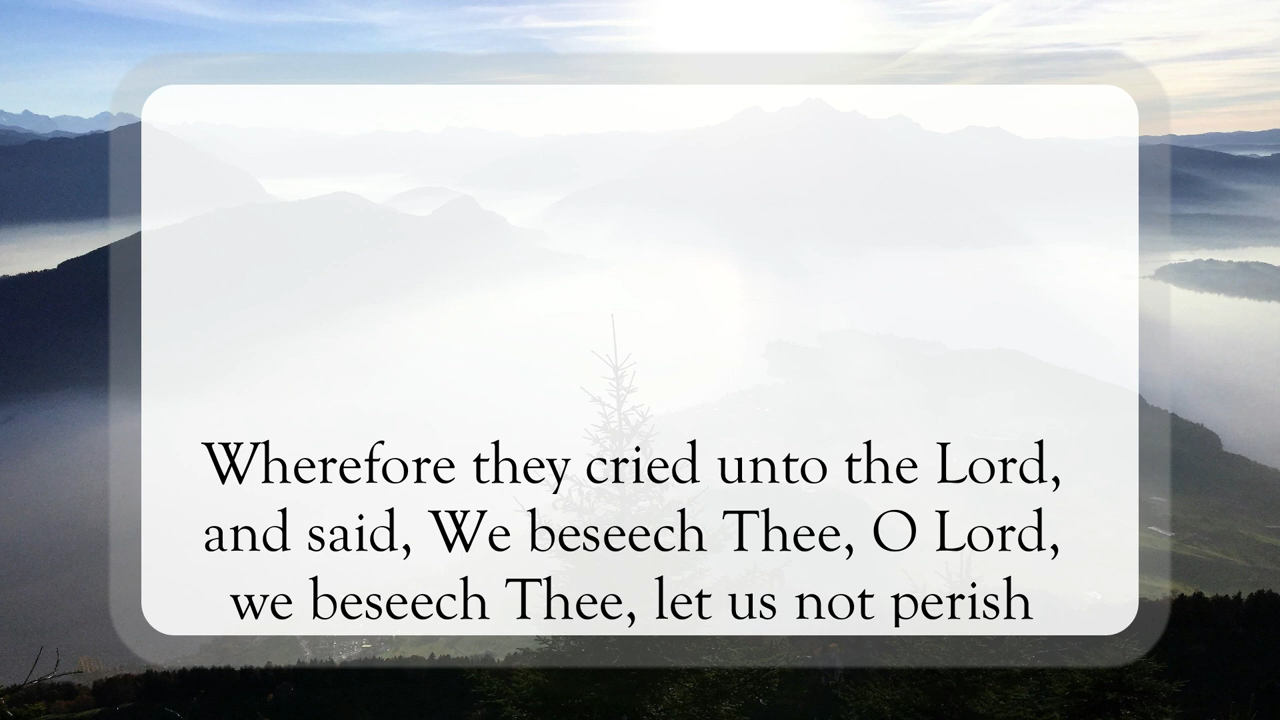 Wherefore they cried unto the Lord,
and said, We beseech Thee, O Lord,
we beseech Thee, let us not perish